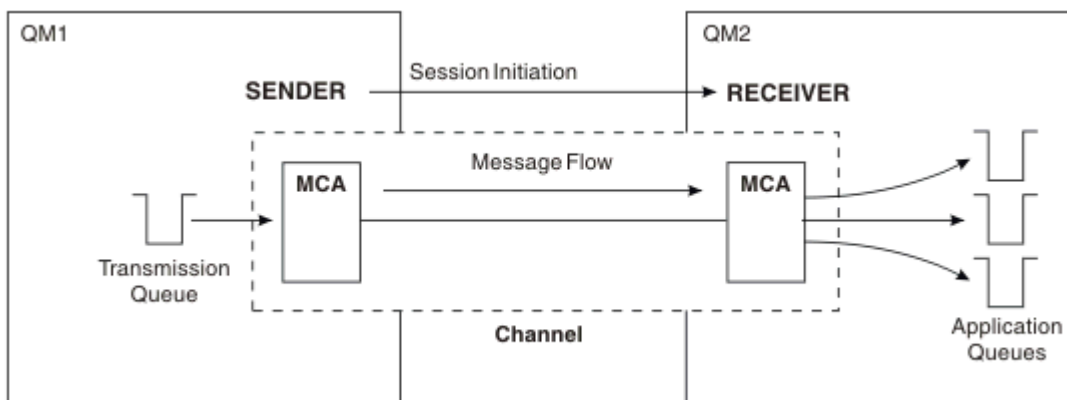 QM1
QM2
Session Initiation
SENDER
RECEIVER
Message Flow
MCA
MCA
Transmission
Queue
Channel
Application
Queues